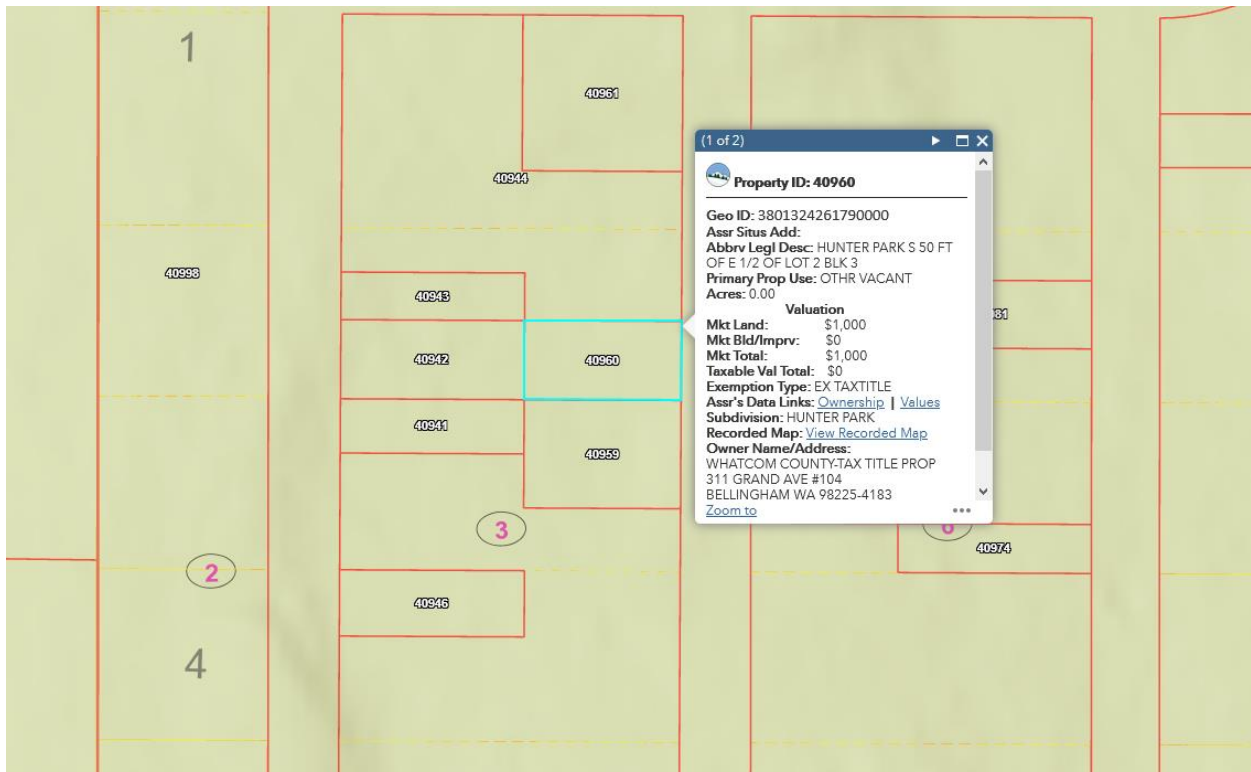 1
40961
40944
40998
40943
40942
40960
40941
40959
3
2
40946
4
(1 of 2)
Property ID: 40960
Geo ID: 3801324261790000
Assr Situs Add:
Abbrv Legl Desc: HUNTER PARK S 50 FT
OF E 1/2 OF LOT 2 BLK 3
Primary Prop Use: OTHR VACANT
Acres: 0.00
Valuation
Mkt Land: $1,000
Mkt Bld/Imprv: $0
Mkt Total: $1,000
Taxable Val Total: $0
Exemption Type: EX TAXTITLE
Assr's Data Links: Ownership | Values
Subdivision: HUNTER PARK
Recorded Map: View Recorded Map
Owner Name/Address:
WHATCOM COUNTY-TAX TITLE PROP
311 GRAND AVE #104
BELLINGHAM WA 98225-4183
Zoom to
40974